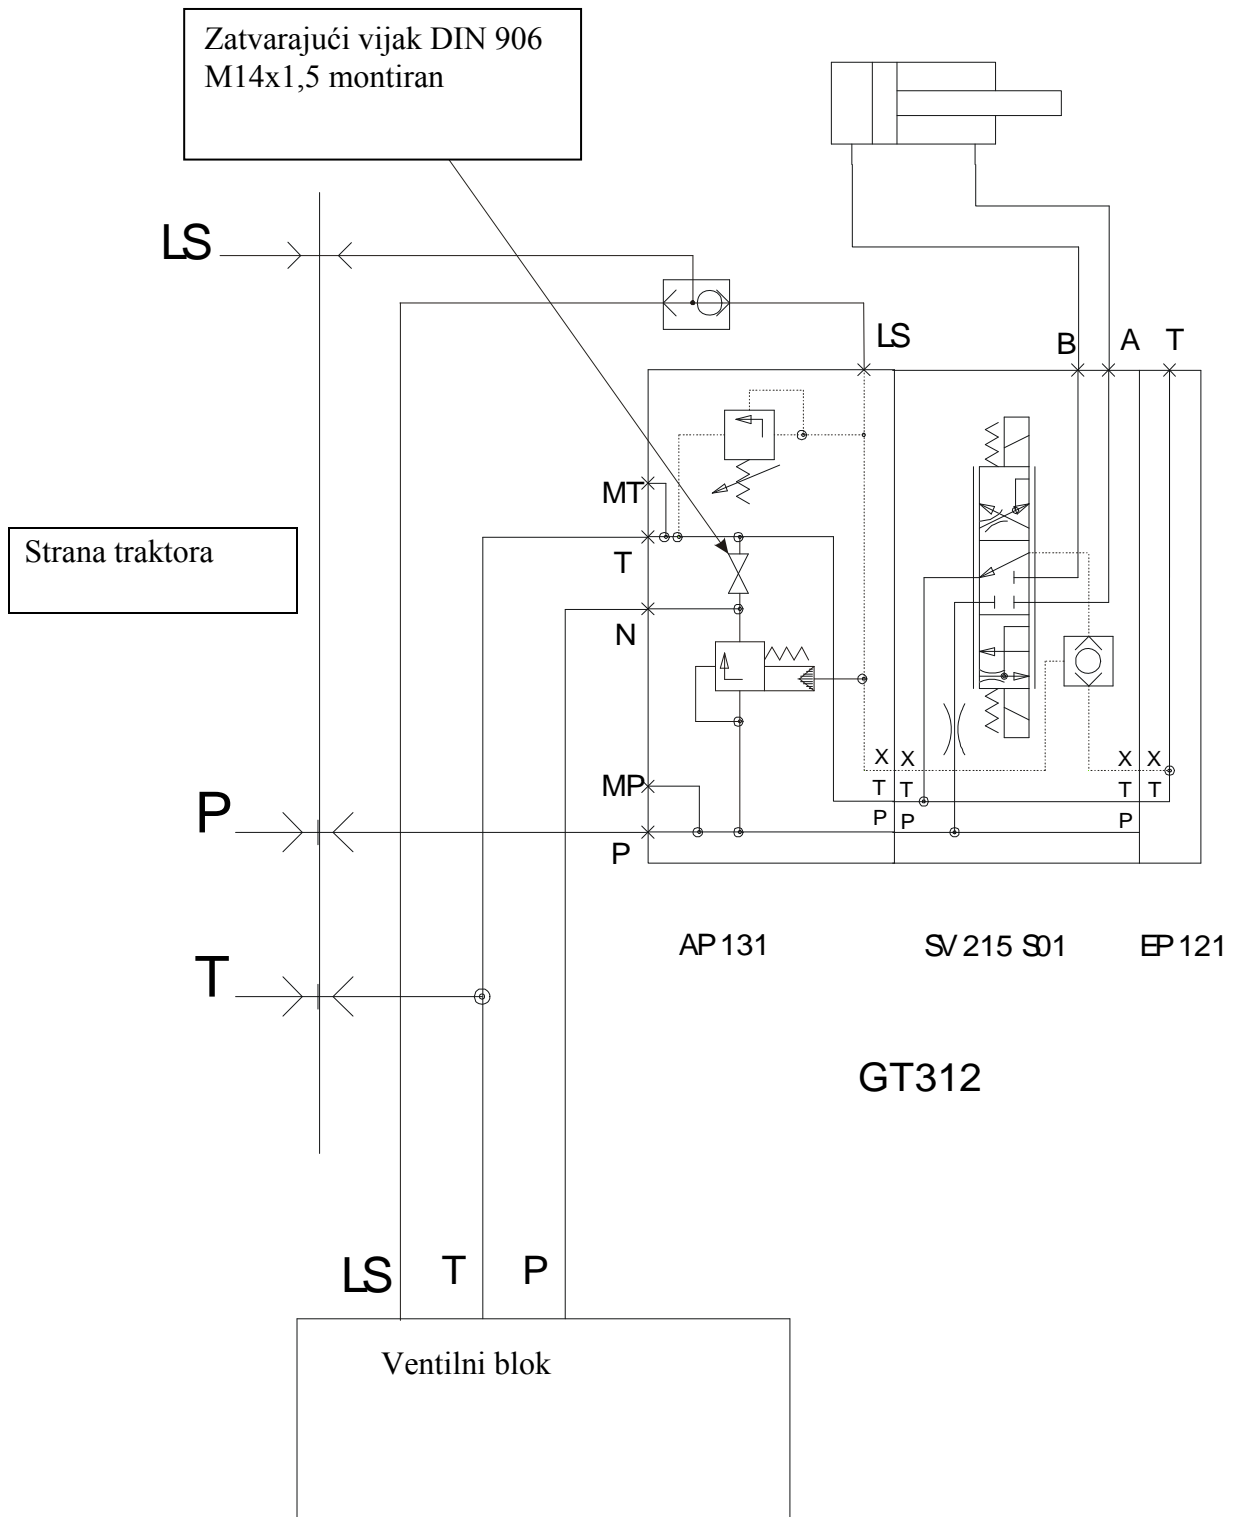 Zatvarajući vijak DIN 906
M14x1,5 montiran
LS
LS
B A T
MT
Strana traktora
T
N
X X X X
MP T T T T
P
P P P
P
AP 131 SV 215 S01 EP 121
T
GT312
LS T P
Ventilni blok